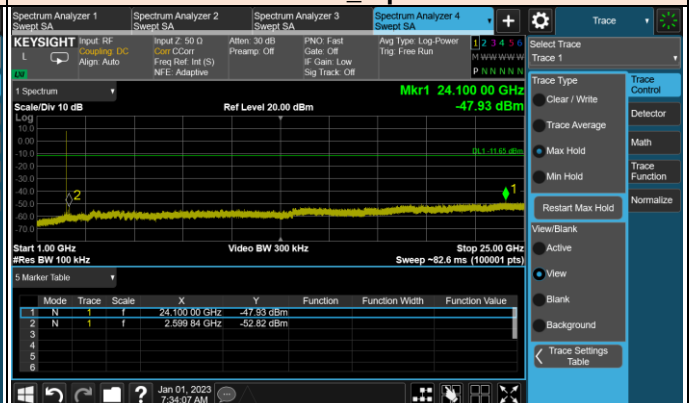 Spectrum Analyzer 1
Swept SA
Spectrum Analyzer 2
Swept SA
Spectrum Analyzer 3
Swept SA
Spectrum Analyzer 4
Swept SA
+
Trace
KEYSIGHT
L
Input: RF
Coupling: DC
Align: Auto
Input Z: 50 Ω
Corr CCorr
Freq Ref: Int (S)
NFE: Adaptive
Atten: 30 dB
Preamp: Off
PNO: Fast
Gate: Off
IF Gain: Low
Sig Track: Off
Avg Type: Log-Power
Trig: Free Run
1 2 3 4 5 6
M W W W W W
P N N N N N
Select Trace
Trace 1
1 Spectrum
Scale/Div 10 dB
Ref Level 20.00 dBm
Mkr1 24.100 00 GHz
-47.93 dBm
Log
10.0
0.00
-10.0
-20.0
-30.0
-40.0
-50.0
-60.0
-70.0
DL1 -11.65 dBm
2
1
Start 1.00 GHz
#Res BW 100 kHz
Video BW 300 kHz
Stop 25.00 GHz
Sweep ~82.6 ms (100001 pts)
5 Marker Table
Mode Trace Scale X Y Function Function Width Function Value
1 N 1 f 24.100 00 GHz -47.93 dBm
2 N 1 f 2.599 84 GHz -52.82 dBm
3
4
5
6
Trace Type
Clear / Write
Trace Average
Max Hold
Min Hold
Restart Max Hold
View/Blank
Active
View
Blank
Background
Trace Settings
Table
Trace
Control
Detector
Math
Trace
Function
Normalize
?
Jan 01, 2023
7:34:07 AM